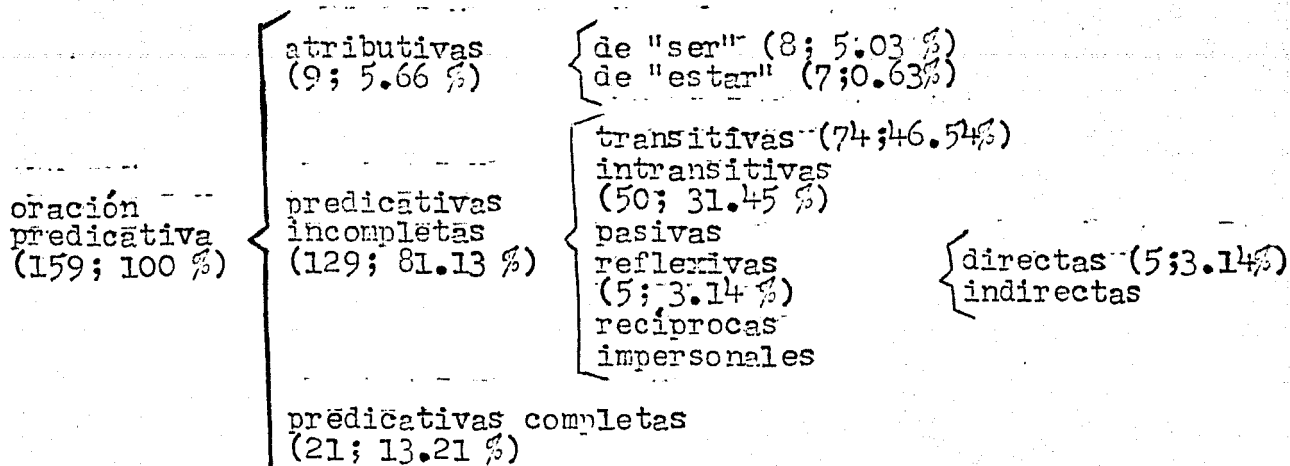 atributivas
(9; 5.66 %)
de "ser" (8; 5.03 %)
de "estar" (7;0.63%)
oración
predicativa
(159; 100 %)
predicativas
incompletas
(129; 81.13 %)
transitivas (74;46.54%)
intransitivas
(50; 31.45 %)
pasivas
reflexivas
(5; 3.14 %)
recíprocas
impersonales
directas (5;3.14%)
indirectas
predicativas completas
(21; 13.21 %)